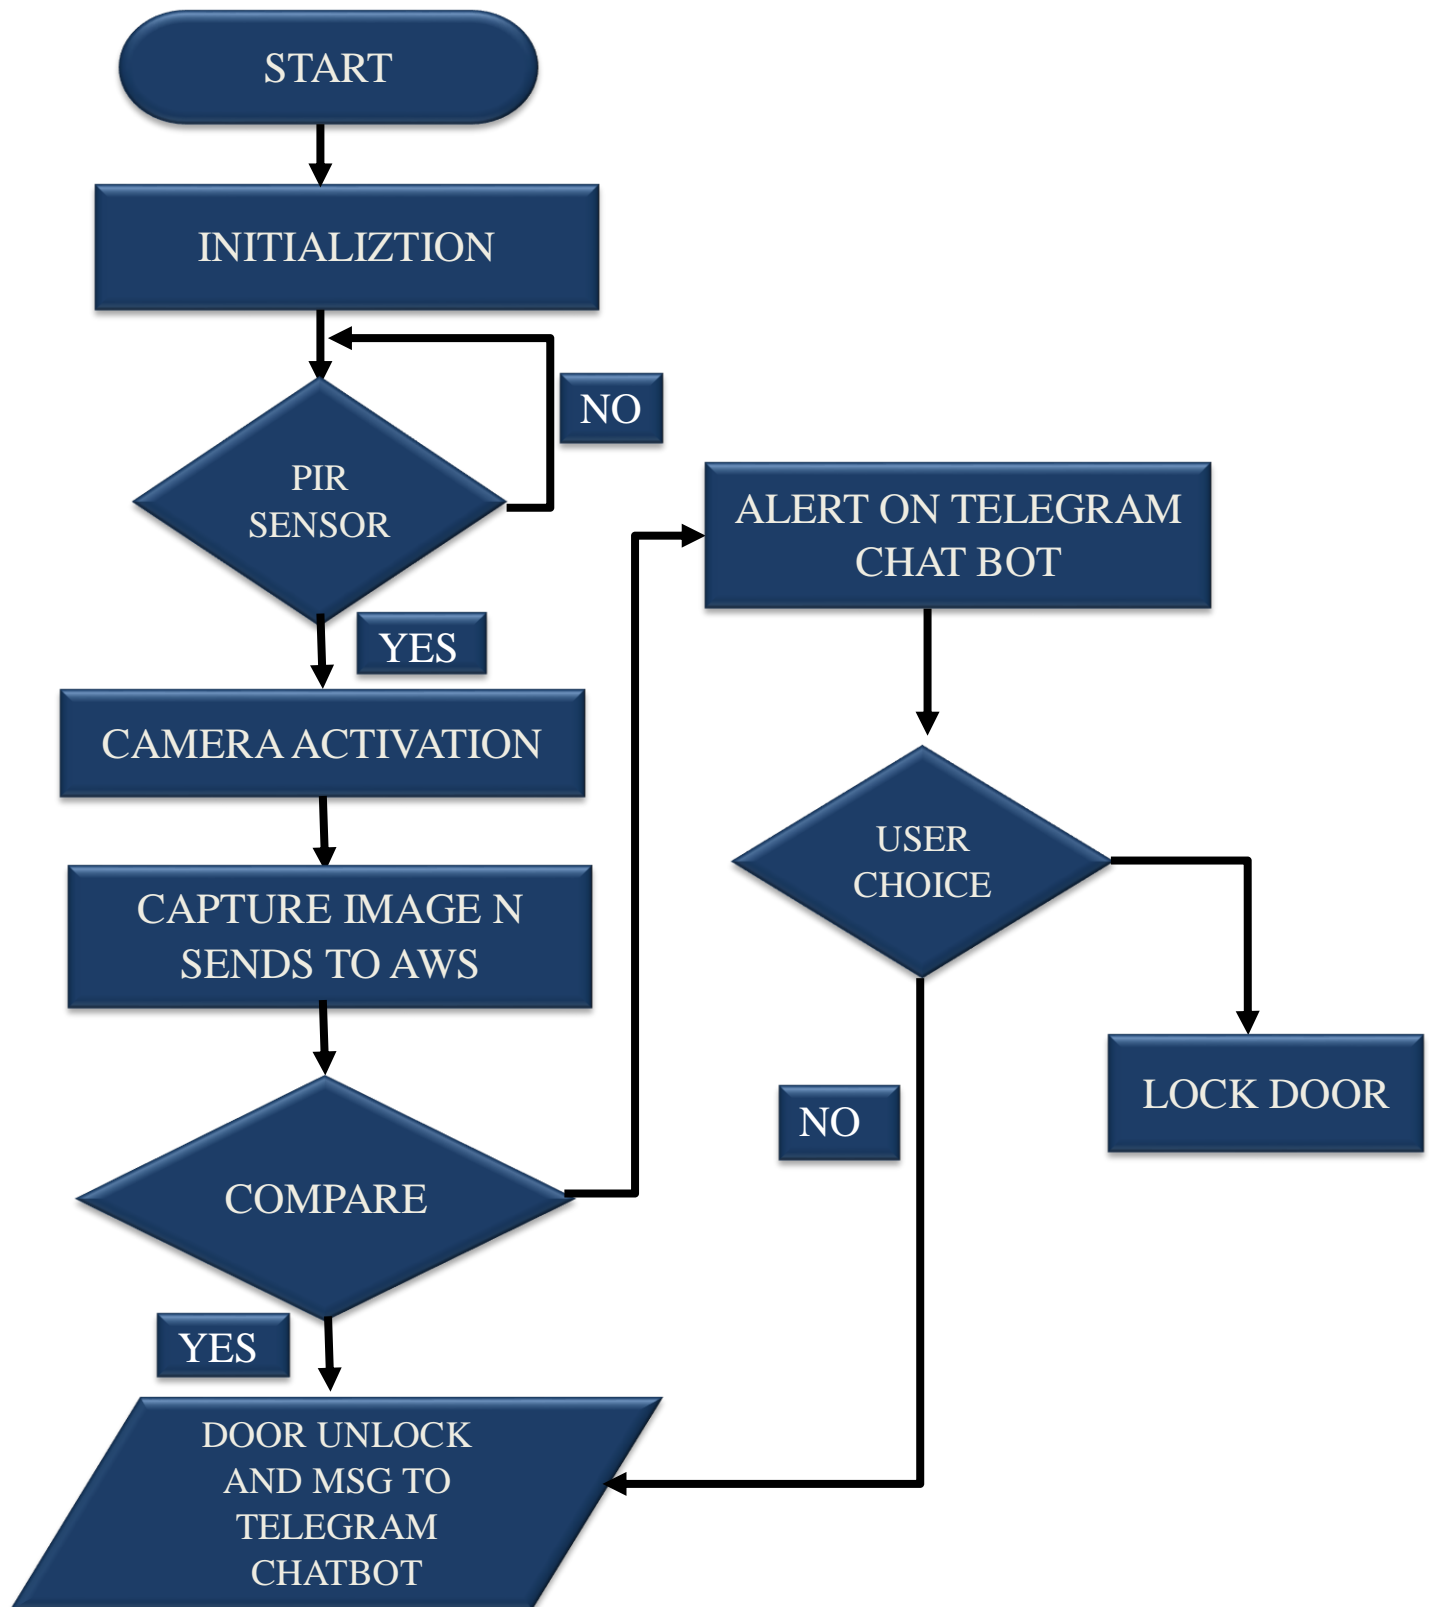 START
INITIALIZTION
NO
PIR
SENSOR
YES
CAMERA ACTIVATION
CAPTURE IMAGE N
SENDS TO AWS
COMPARE
YES
DOOR UNLOCK
AND MSG TO
TELEGRAM
CHATBOT
ALERT ON TELEGRAM
CHAT BOT
USER
CHOICE
NO
LOCK DOOR